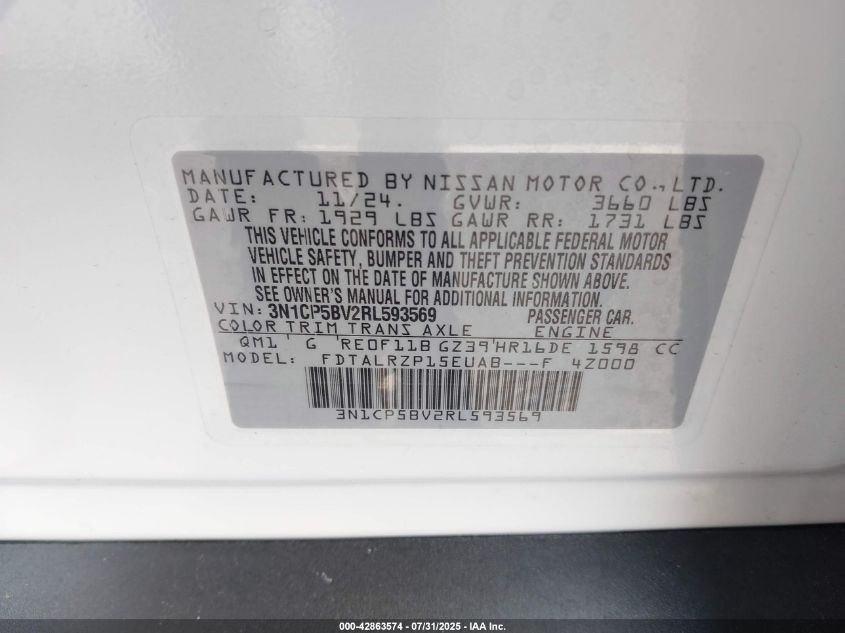 MANUFACTURED BY NISSAN MOTOR CO., LTD.
DATE: 11/24. GVWR: 3660 LBS
GAWR FR: 1929 LBS GAWR RR: 1731 LBS
THIS VEHICLE CONFORMS TO ALL APPLICABLE FEDERAL MOTOR
VEHICLE SAFETY, BUMPER AND THEFT PREVENTION STANDARDS
IN EFFECT ON THE DATE OF MANUFACTURE SHOWN ABOVE.
SEE OWNER'S MANUAL FOR ADDITIONAL INFORMATION.
VIN: 3N1CP5BV2RL593569 PASSENGER CAR.
COLOR TRIM TRANS AXLE ENGINE
QM1 G RE0F11B GZ39 HR16DE 1598 CC
MODEL: FDTALRZP15EUAB---F 4Z000
3N1CP5BV2RL593569
000-42863574 - 07/31/2025 - IAA Inc.